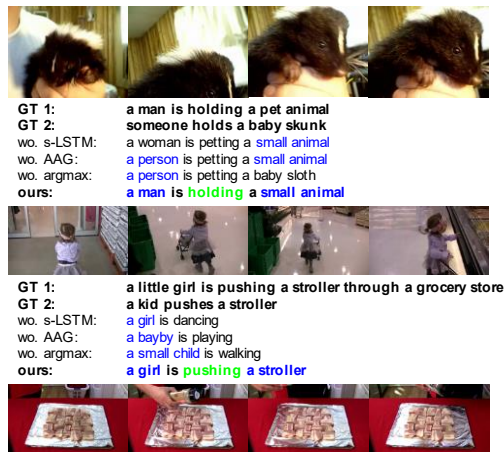 GT 1: a man is holding a pet animal
GT 2: someone holds a baby skunk
wo. s-LSTM: a woman is petting a small animal
wo. AAG: a person is petting a small animal
wo. argmax: a person is petting a baby sloth
ours: a man is holding a small animal
GT 1: a little girl is pushing a stroller through a grocery store
GT 2: a kid pushes a stroller
wo. s-LSTM: a girl is dancing
wo. AAG: a bayby is playing
wo. argmax: a small child is walking
ours: a girl is pushing a stroller